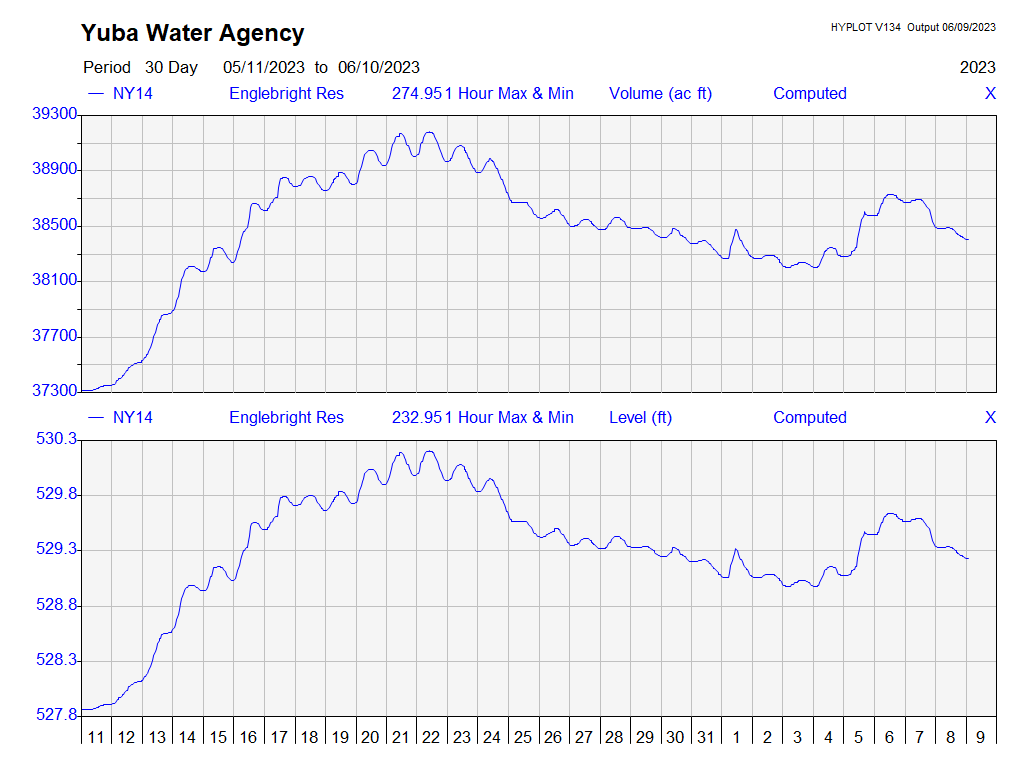 Yuba Water Agency
HYPLOT V134 Output 06/09/2023
Period 30 Day 05/11/2023 to 06/10/2023 2023
NY14 Englebright Res 274.951 Hour Max & Min Volume (ac ft) Computed X
39300
38900
38500
38100
37700
37300
NY14 Englebright Res 232.951 Hour Max & Min Level (ft) Computed X
530.3
529.8
529.3
528.8
528.3
527.8
11 12 13 14 15 16 17 18 19 20 21 22 23 24 25 26 27 28 29 30 31 1 2 3 4 5 6 7 8 9